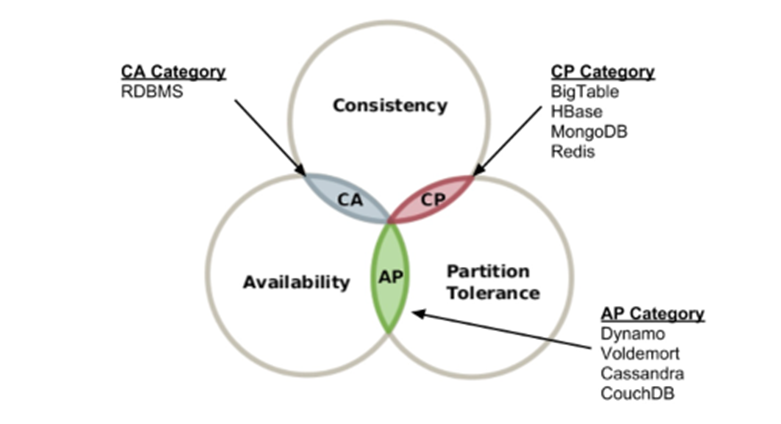 CA Category
RDBMS
CP Category
BigTable
HBase
MongoDB
Redis
Consistency
CA
CP
Availability
AP
Partition
Tolerance
AP Category
Dynamo
Voldemort
Cassandra
CouchDB